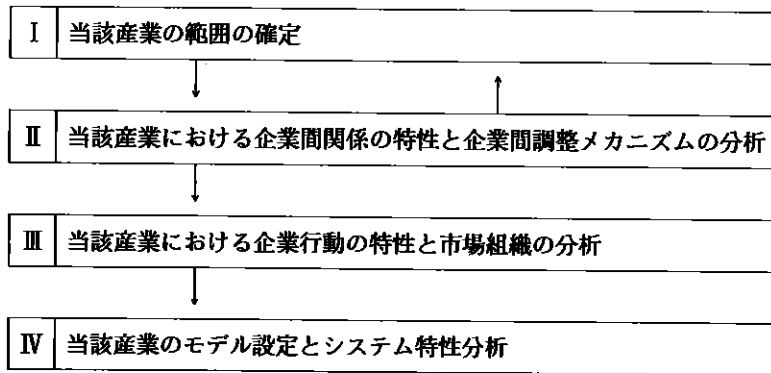 Ⅰ 当該産業の範囲の確定
Ⅱ 当該産業における企業間関係の特性と企業間調整メカニズムの分析
Ⅲ 当該産業における企業行動の特性と市場組織の分析
Ⅳ 当該産業のモデル設定とシステム特性分析